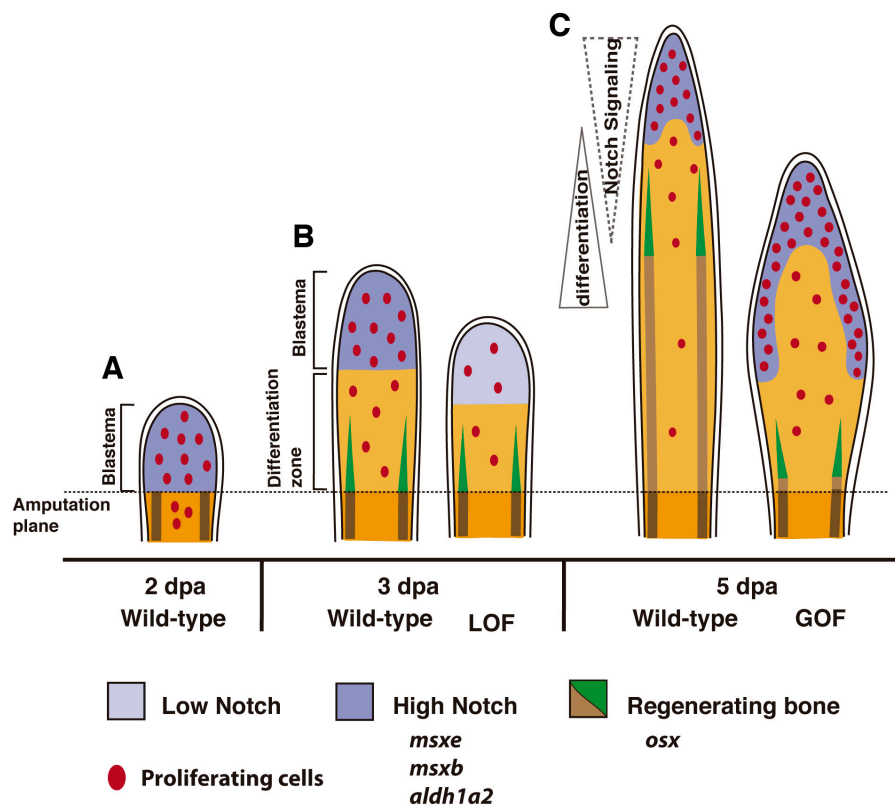 A
Blastema
Amputation
plane
B
Blastema
Differentiation
zone
C
Notch Signaling
differentiation
2 dpa
Wild-type
3 dpa
Wild-type
LOF
5 dpa
Wild-type
GOF
Low Notch
High Notch
msxe
msxb
aldh1a2
Regenerating bone
osx
Proliferating cells